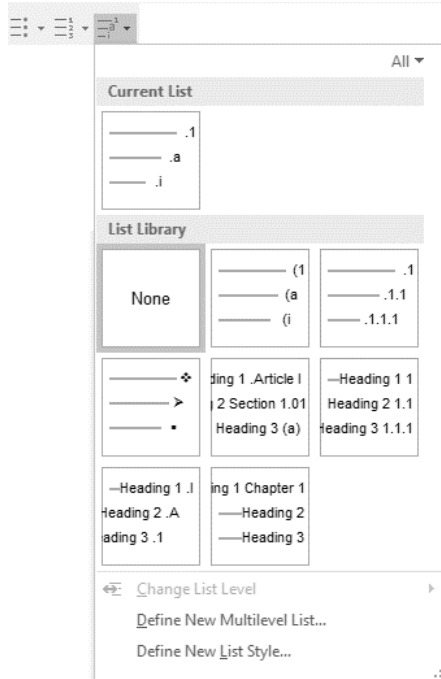 All
Current List
.1
.a
.i
List Library
None
(1
(a
(i
.1
.1.1
.1.1.1
ding 1 .Article I
2 Section 1.01
Heading 3 (a)
Heading 1 1
Heading 2 1.1
Heading 3 1.1.1
Heading 1 .I
Heading 2 .A
ading 3 .1
ing 1 Chapter 1
Heading 2
Heading 3
Change List Level
Define New Multilevel List...
Define New List Style...